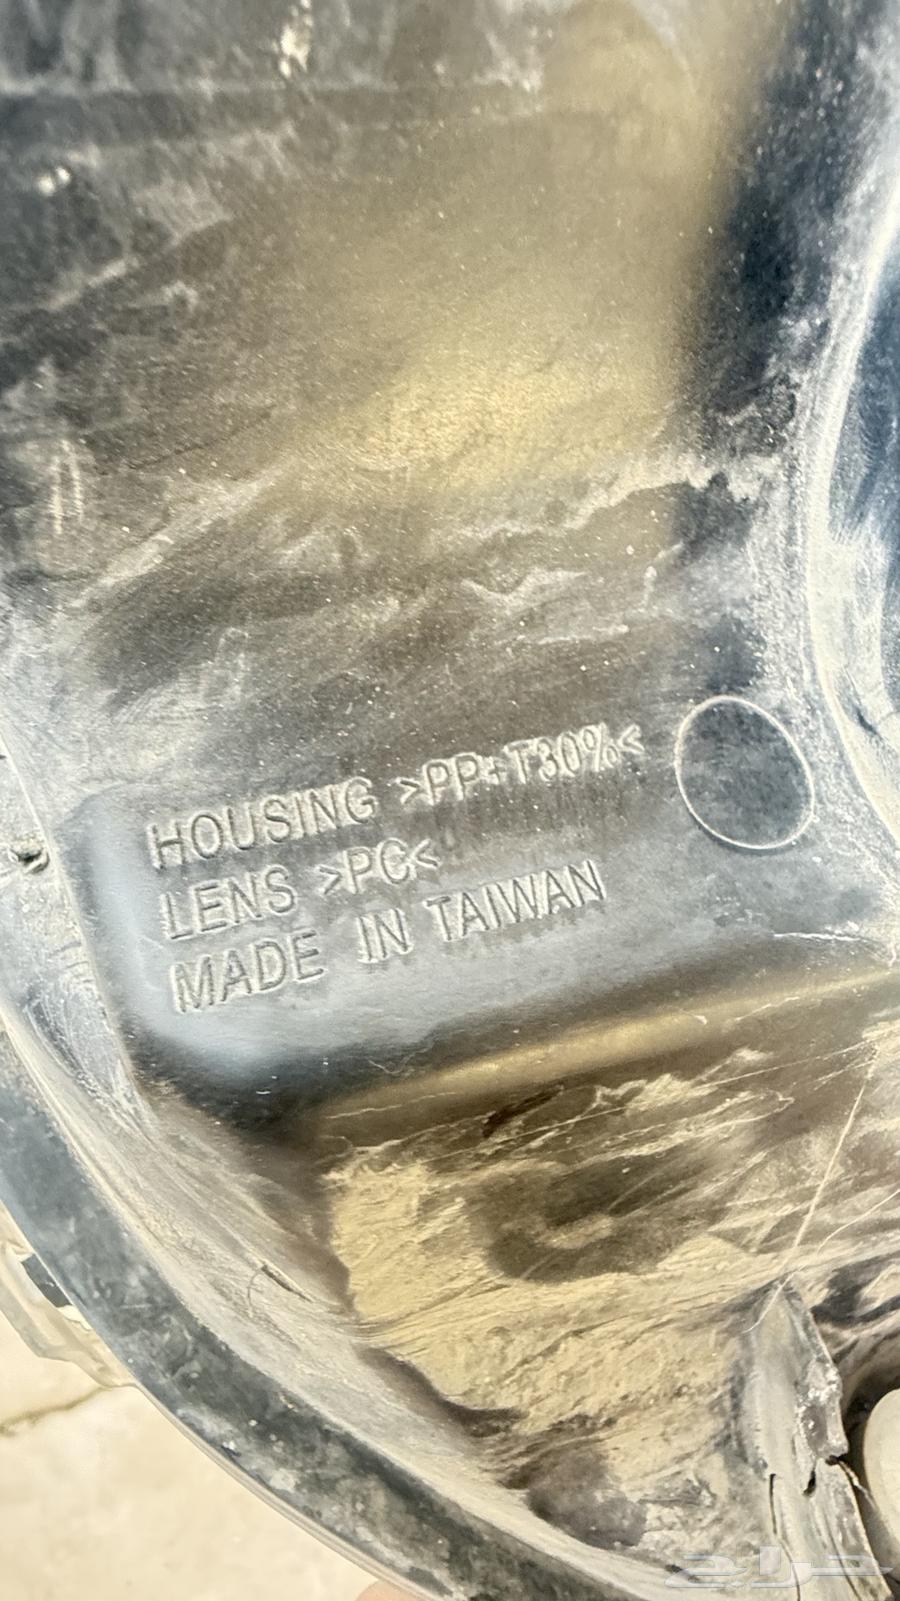 HOUSING >PP+T30%<
LENS >PC<
MADE IN TAIWAN
حراج